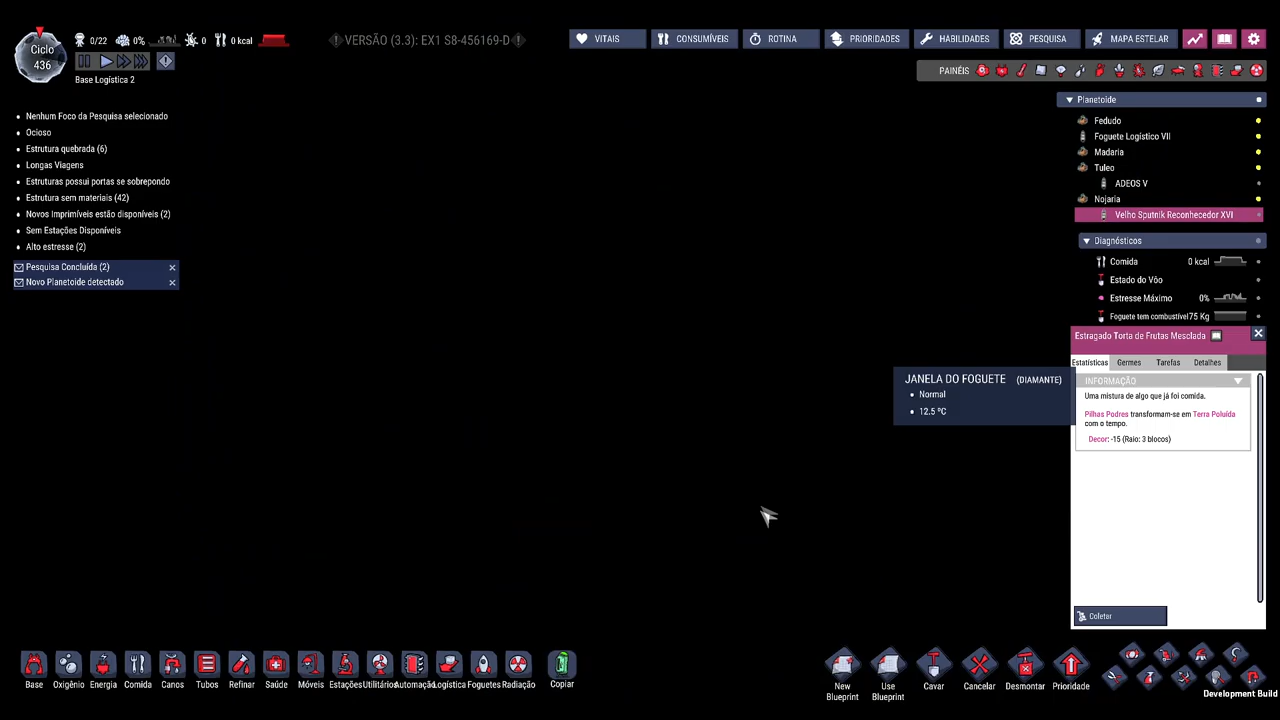 Ciclo
436
0/22
0%
0
0 kcal
Base Logística 2
VERSÃO (3.3): EX1 S8-456169-D
VITAIS
CONSUMÍVEIS
ROTINA
PRIORIDADES
HABILIDADES
PESQUISA
MAPA ESTELAR
PAINÉIS
Nenhum Foco da Pesquisa selecionado
Ocioso
Estrutura quebrada (6)
Longas Viagens
Estruturas possui portas se sobrepondo
Estrutura sem materiais (42)
Novos Imprimíveis estão disponíveis (2)
Sem Estações Disponíveis
Alto estresse (2)
Pesquisa Concluída (2)
Novo Planetoide detectado
Planetoide
Fedudo
Foguete Logístico VII
Madaria
Tuleo
ADEOS V
Nojaria
Velho Sputnik Reconhecedor XVI
Diagnósticos
Comida 0 kcal
Estado do Vôo
Estresse Máximo 0%
Foguete tem combustível 75 Kg
Estragado Torta de Frutas Mesclada
Estatísticas
Germes
Tarefas
Detalhes
INFORMAÇÃO
Uma mistura de algo que já foi comida.
Pilhas Podres transformam-se em Terra Poluída
com o tempo.
Decor: -15 (Raio: 3 blocos)
Coletar
JANELA DO FOGUETE (DIAMANTE)
Normal
12.5 ºC
Base
Oxigênio
Energia
Comida
Canos
Tubos
Refinar
Saúde
Móveis
Estações
Utilitários
Automação
Logística
Foguetes
Radiação
Copiar
New
Blueprint
Use
Blueprint
Cavar
Cancelar
Desmontar
Prioridade
Development Build